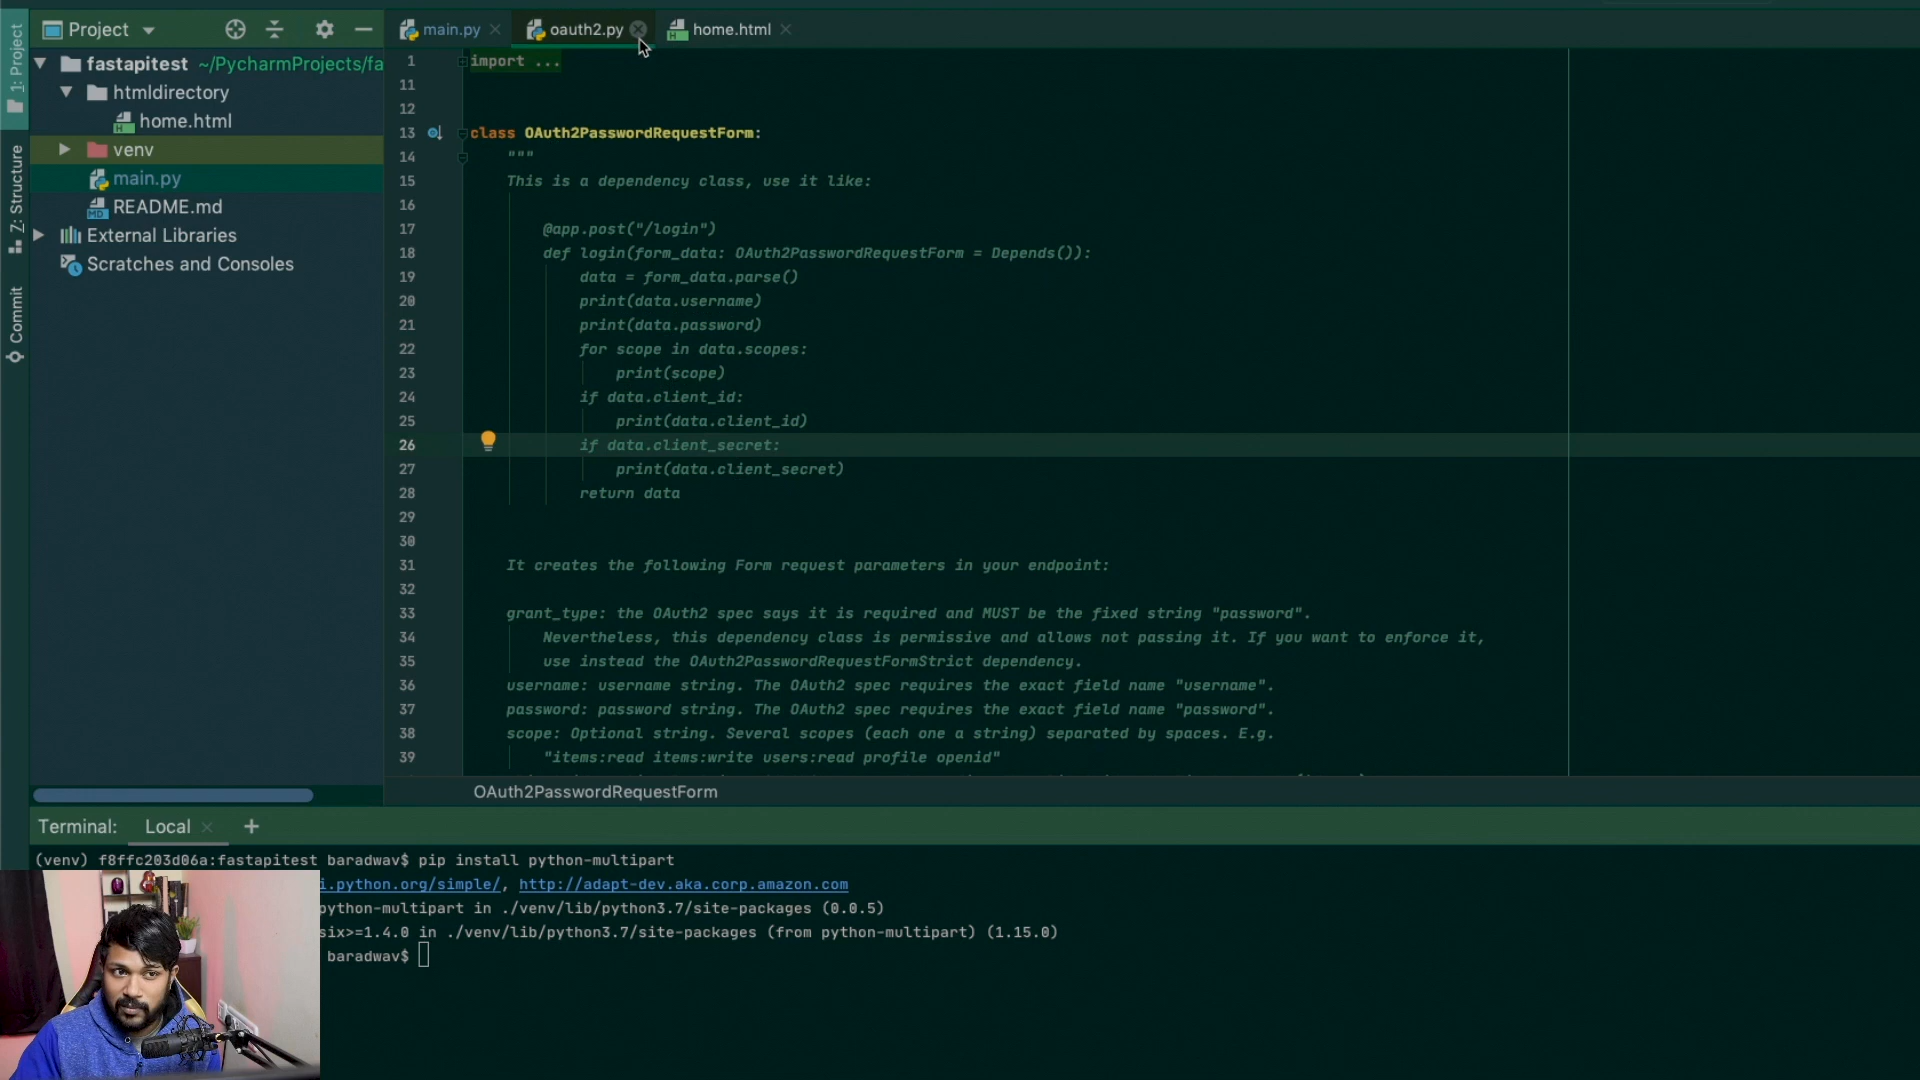 Project
main.py
oauth2.py
home.html
1: Project
Z: Structure
Commit
fastapitest ~/PycharmProjects/fa
htmldirectory
home.html
venv
main.py
README.md
External Libraries
Scratches and Consoles
1 import ...
11
12
13 class OAuth2PasswordRequestForm:
14 """
15 This is a dependency class, use it like:
16
17 @app.post("/login")
18 def login(form_data: OAuth2PasswordRequestForm = Depends()):
19 data = form_data.parse()
20 print(data.username)
21 print(data.password)
22 for scope in data.scopes:
23 print(scope)
24 if data.client_id:
25 print(data.client_id)
26 if data.client_secret:
27 print(data.client_secret)
28 return data
29
30
31 It creates the following Form request parameters in your endpoint:
32
33 grant_type: the OAuth2 spec says it is required and MUST be the fixed string "password".
34 Nevertheless, this dependency class is permissive and allows not passing it. If you want to enforce it,
35 use instead the OAuth2PasswordRequestFormStrict dependency.
36 username: username string. The OAuth2 spec requires the exact field name "username".
37 password: password string. The OAuth2 spec requires the exact field name "password".
38 scope: Optional string. Several scopes (each one a string) separated by spaces. E.g.
39 "items:read items:write users:read profile openid"
OAuth2PasswordRequestForm
Terminal: Local +
(venv) f8ffc203d06a:fastapitest baradwav$ pip install python-multipart
i.python.org/simple/, http://adapt-dev.aka.corp.amazon.com
python-multipart in ./venv/lib/python3.7/site-packages (0.0.5)
six>=1.4.0 in ./venv/lib/python3.7/site-packages (from python-multipart) (1.15.0)
baradwav$